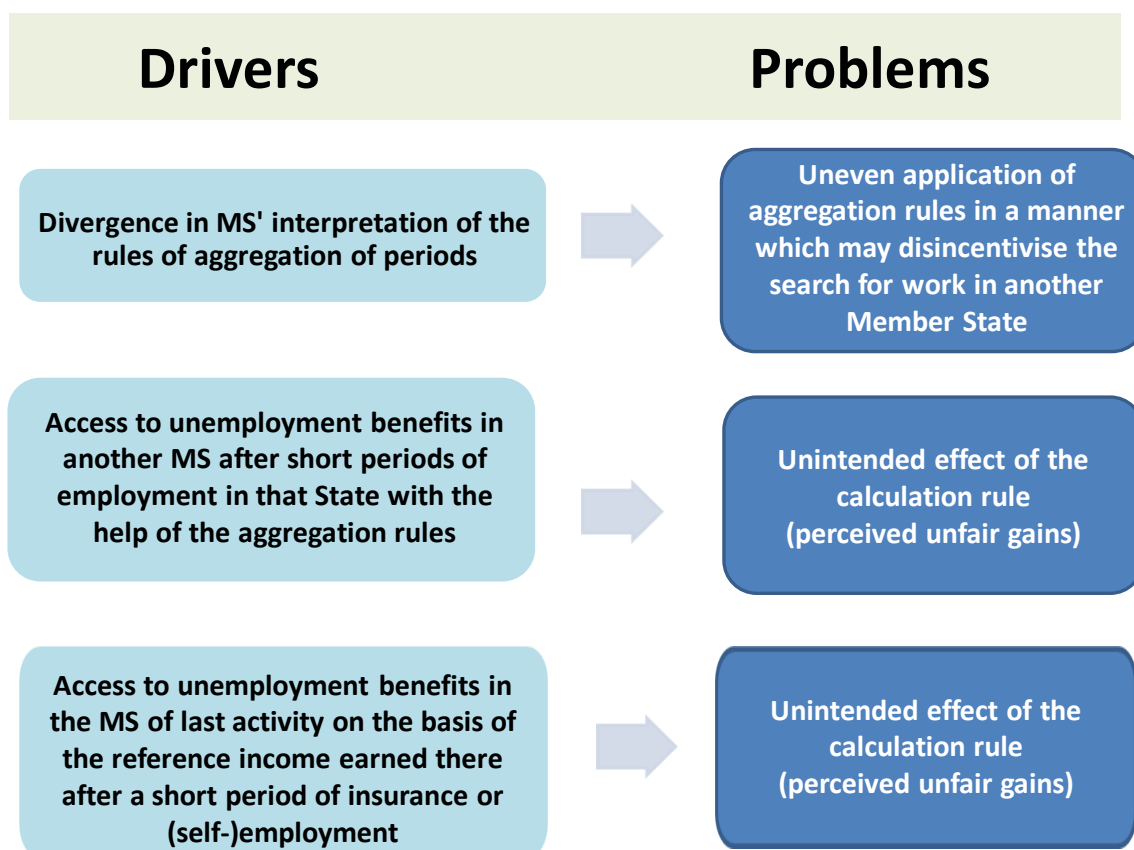 Drivers
Problems
Divergence in MS' interpretation of the
rules of aggregation of periods
Uneven application of
aggregation rules in a manner
which may disincentivise the
search for work in another
Member State
Access to unemployment benefits in
another MS after short periods of
employment in that State with the
help of the aggregation rules
Unintended effect of the
calculation rule
(perceived unfair gains)
Access to unemployment benefits in
the MS of last activity on the basis of
the reference income earned there
after a short period of insurance or
(self-)employment
Unintended effect of the
calculation rule
(perceived unfair gains)